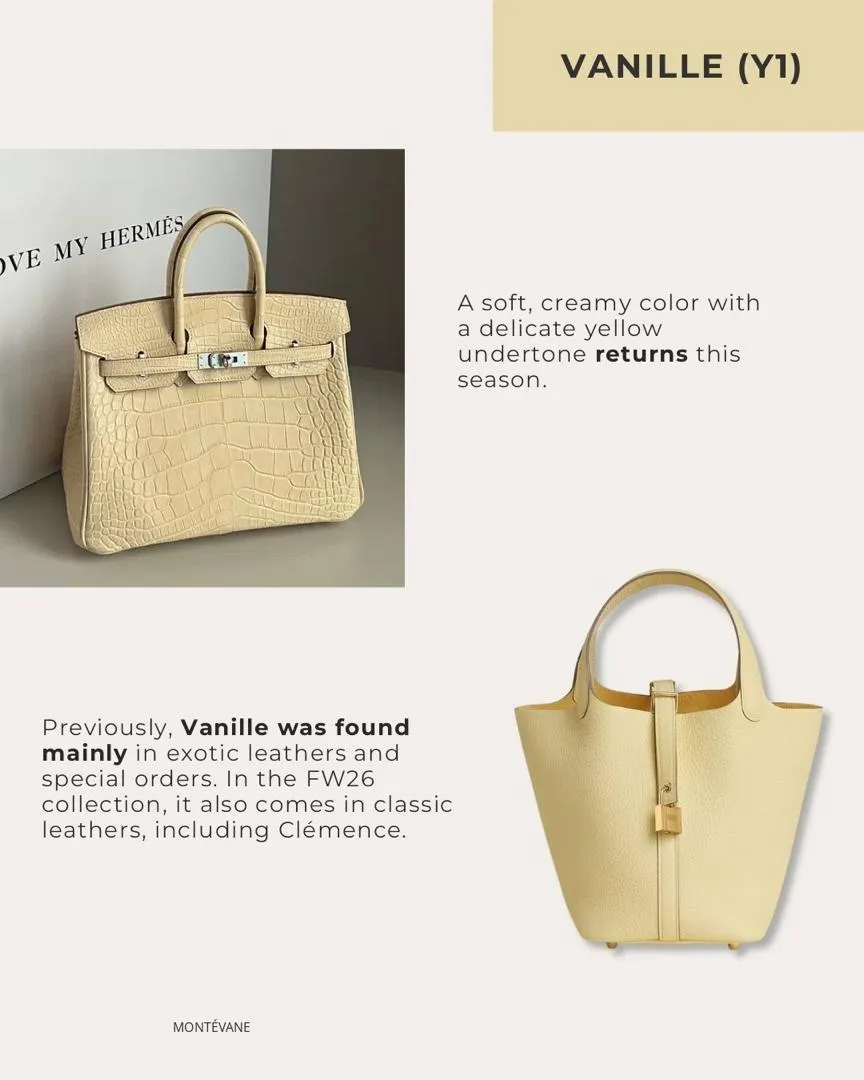 VANILLE (Y1)
OVE MY HERMÈS
A soft, creamy color with
a delicate yellow
undertone returns this
season.
Previously, Vanille was found
mainly in exotic leathers and
special orders. In the FW26
collection, it also comes in classic
leathers, including Clémence.
MONTÉVANE